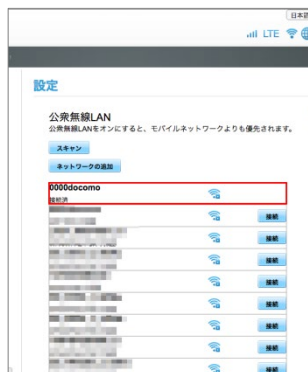 日本語
LTE
設定
公衆無線LAN
公衆無線LANをオンにすると、モバイルネットワークよりも優先されます。
スキャン
ネットワークの追加
0000docomo
接続済
接続
接続
接続
接続
接続
接続
接続
接続